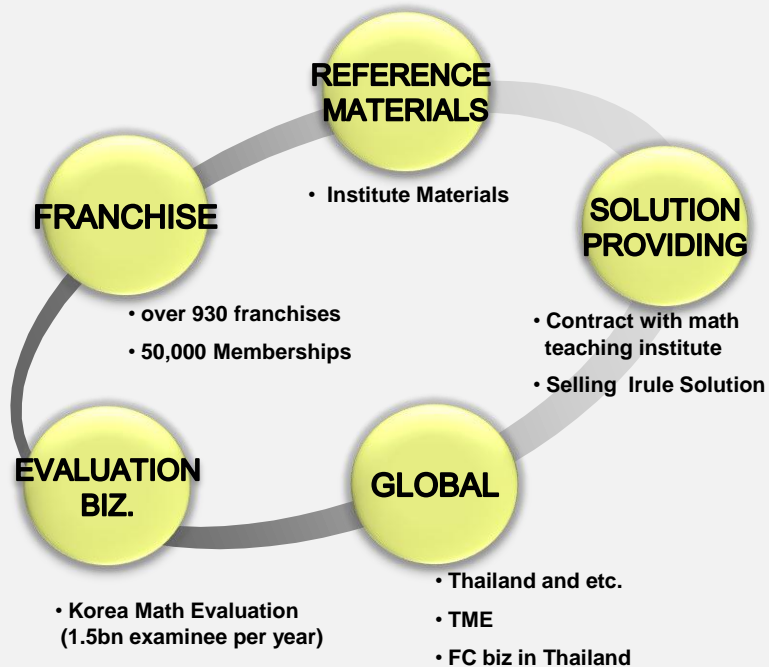 REFERENCE
MATERIALS
• Institute Materials
SOLUTION
PROVIDING
• Contract with math
teaching institute
• Selling Irule Solution
GLOBAL
• Thailand and etc.
• TME
• FC biz in Thailand
EVALUATION
BIZ.
• Korea Math Evaluation
(1.5bn examinee per year)
FRANCHISE
• over 930 franchises
• 50,000 Memberships